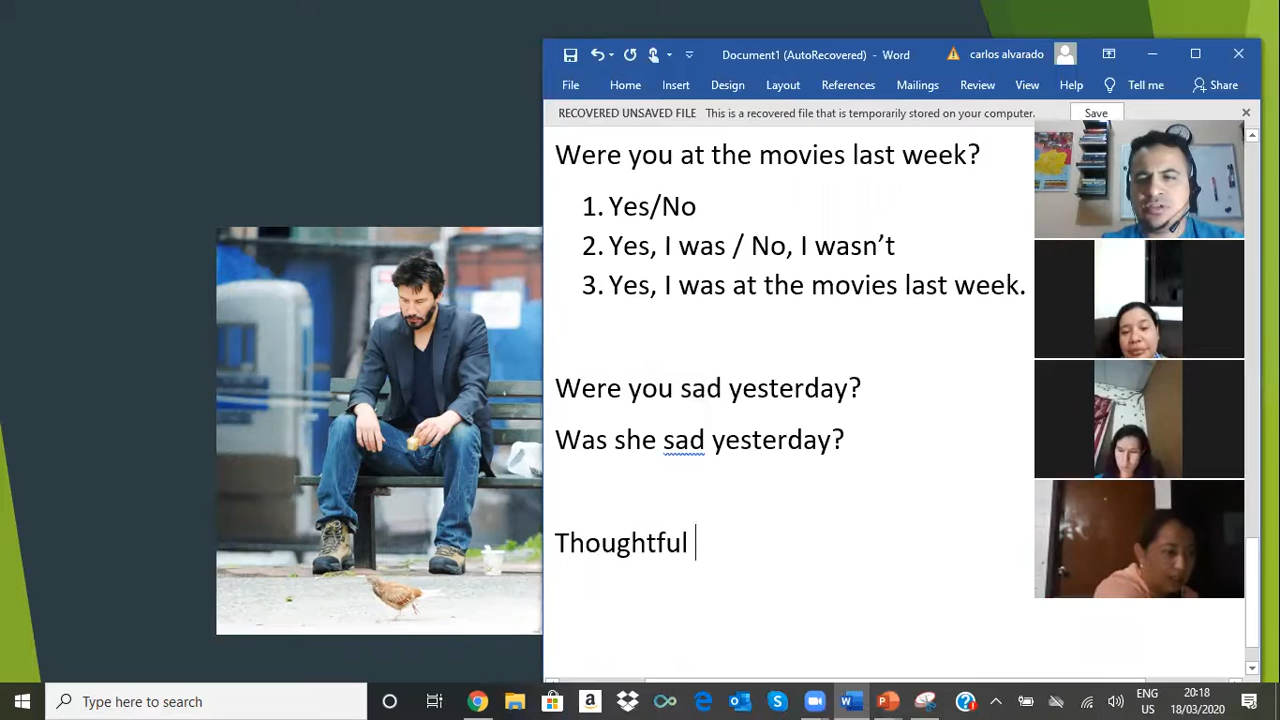 Document1 (AutoRecovered) - Word
carlos alvarado
File Home Insert Design Layout References Mailings Review View Help Tell me Share
RECOVERED UNSAVED FILE This is a recovered file that is temporarily stored on your computer. Save
Were you at the movies last week?
1. Yes/No
2. Yes, I was / No, I wasn’t
3. Yes, I was at the movies last week.
Were you sad yesterday?
Was she sad yesterday?
Thoughtful
Type here to search
ENG
US
20:18
18/03/2020